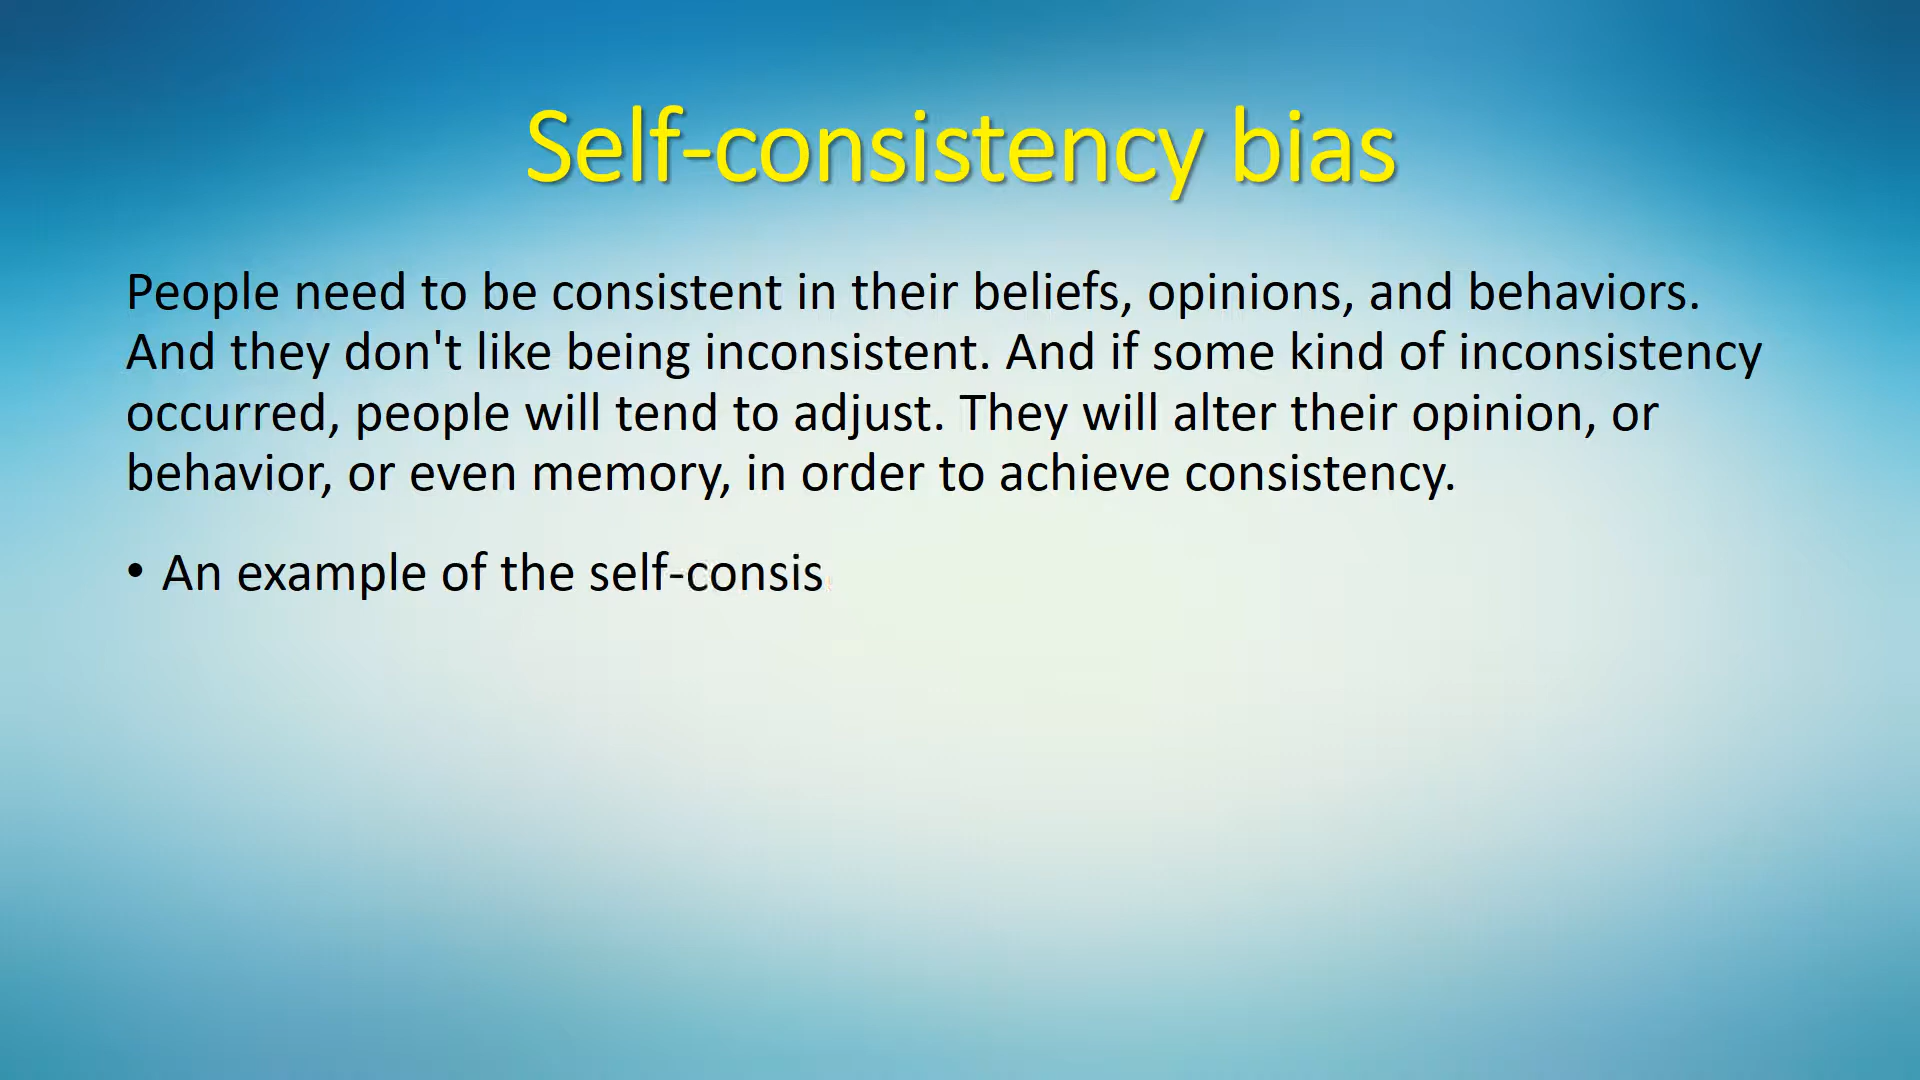 Self-consistency bias
People need to be consistent in their beliefs, opinions, and behaviors.
And they don't like being inconsistent. And if some kind of inconsistency
occurred, people will tend to adjust. They will alter their opinion, or
behavior, or even memory, in order to achieve consistency.
• An example of the self-consis